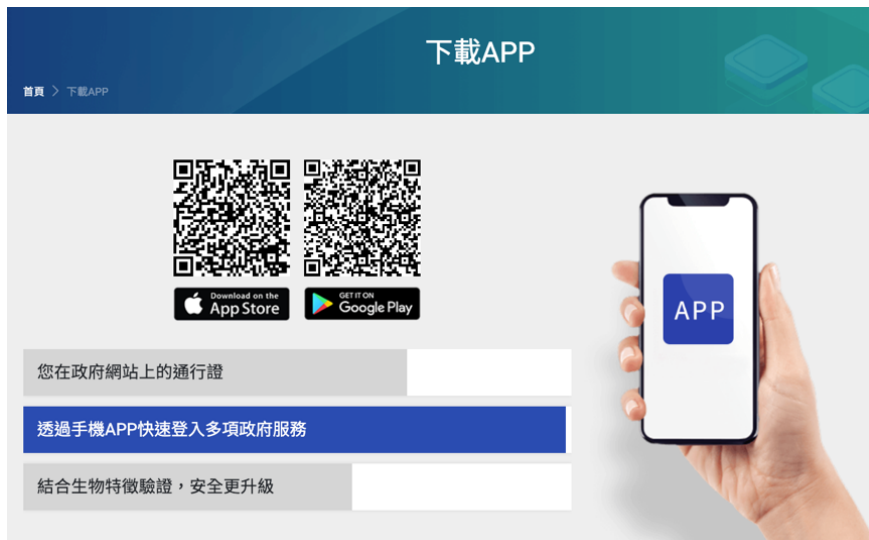 下載APP
首頁 > 下載APP
Download on the
App Store
GET IT ON
Google Play
APP
您在政府網站上的通行證
透過手機APP快速登入多項政府服務
結合生物特徵驗證，安全更升級